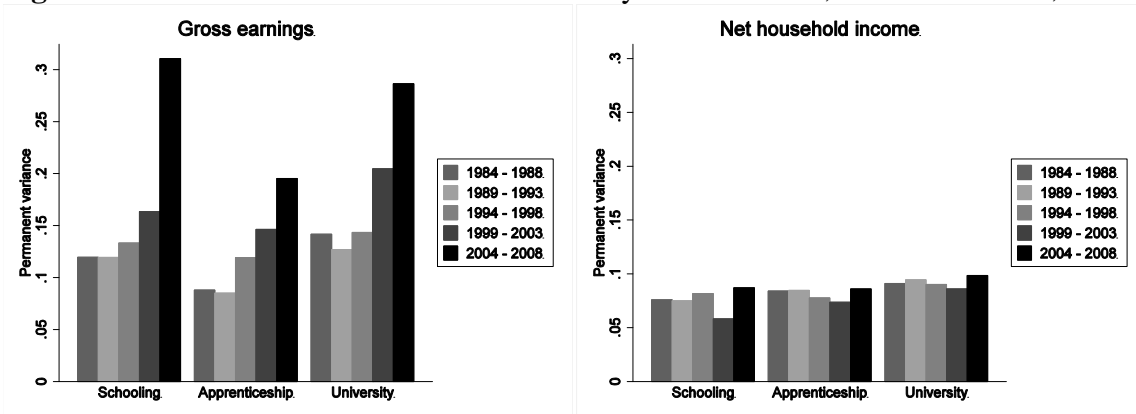 Gross earnings.
Permanent variance
.3
.25
.2
.15
.1
.05
0
Schooling.
Apprenticeship.
University.
1984 - 1988.
1989 - 1993.
1994 - 1998.
1999 - 2003.
2004 - 2008.
Net household income.
Permanent variance
.3
.25
.2
.15
.1
.05
0
Schooling.
Apprenticeship.
University.
1984 - 1988.
1989 - 1993.
1994 - 1998.
1999 - 2003.
2004 - 2008.